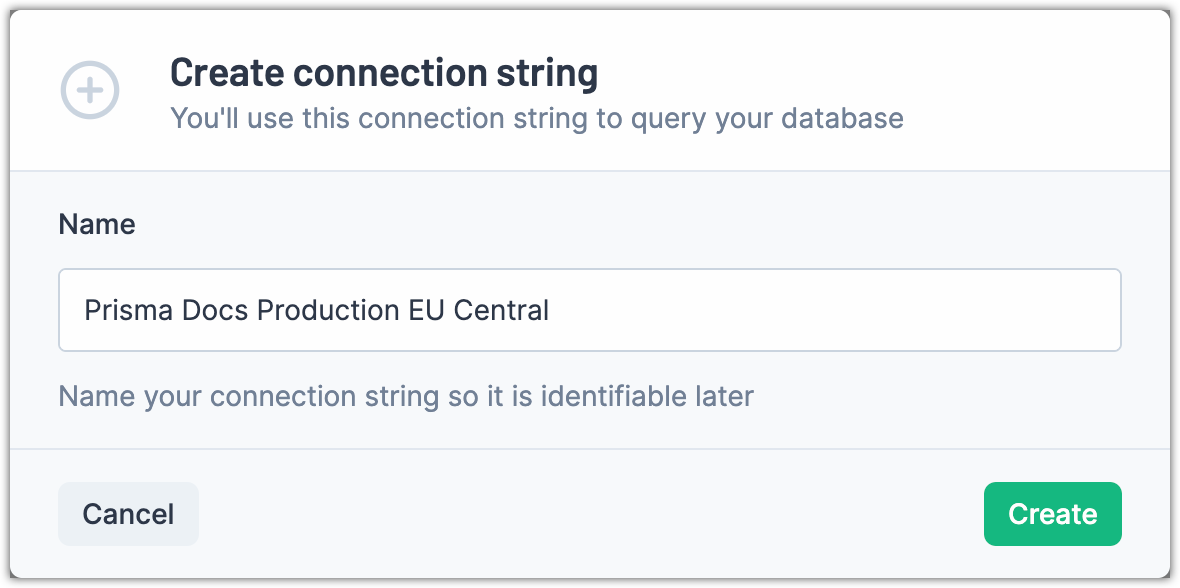 Create connection string
You'll use this connection string to query your database
Name
Prisma Docs Production EU Central
Name your connection string so it is identifiable later
Cancel
Create